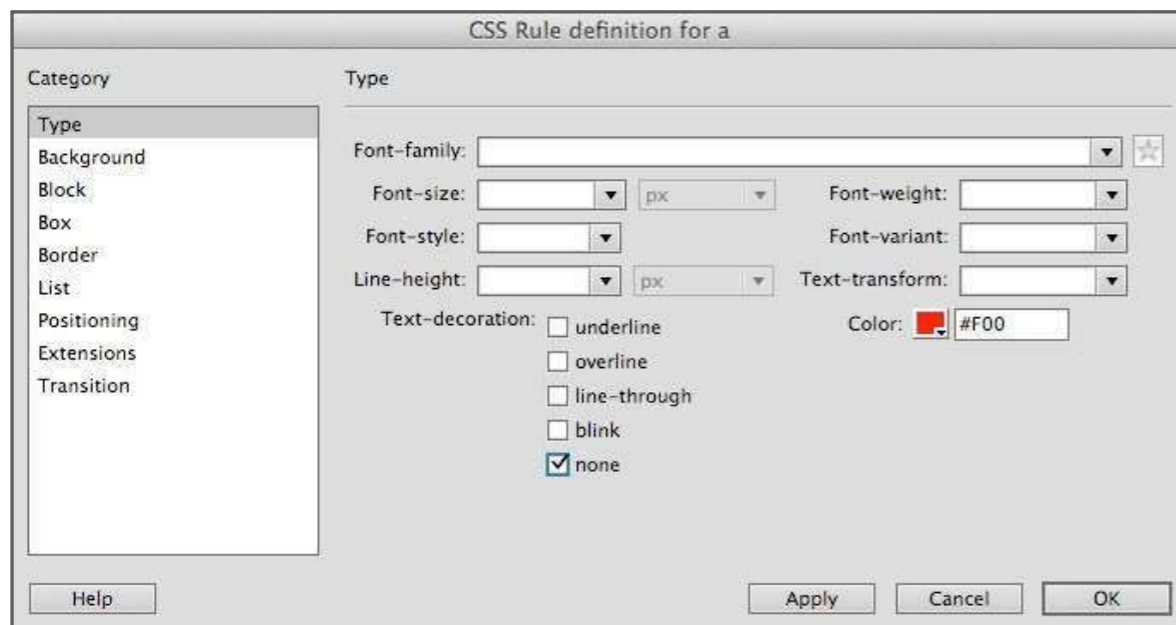 CSS Rule definition for a
Category
Type
Background
Block
Box
Border
List
Positioning
Extensions
Transition
Type
Font-family:
Font-size: px Font-weight:
Font-style: Font-variant:
Line-height: px Text-transform:
Text-decoration: underline Color: #F00
overline
line-through
blink
none
Help Apply Cancel OK